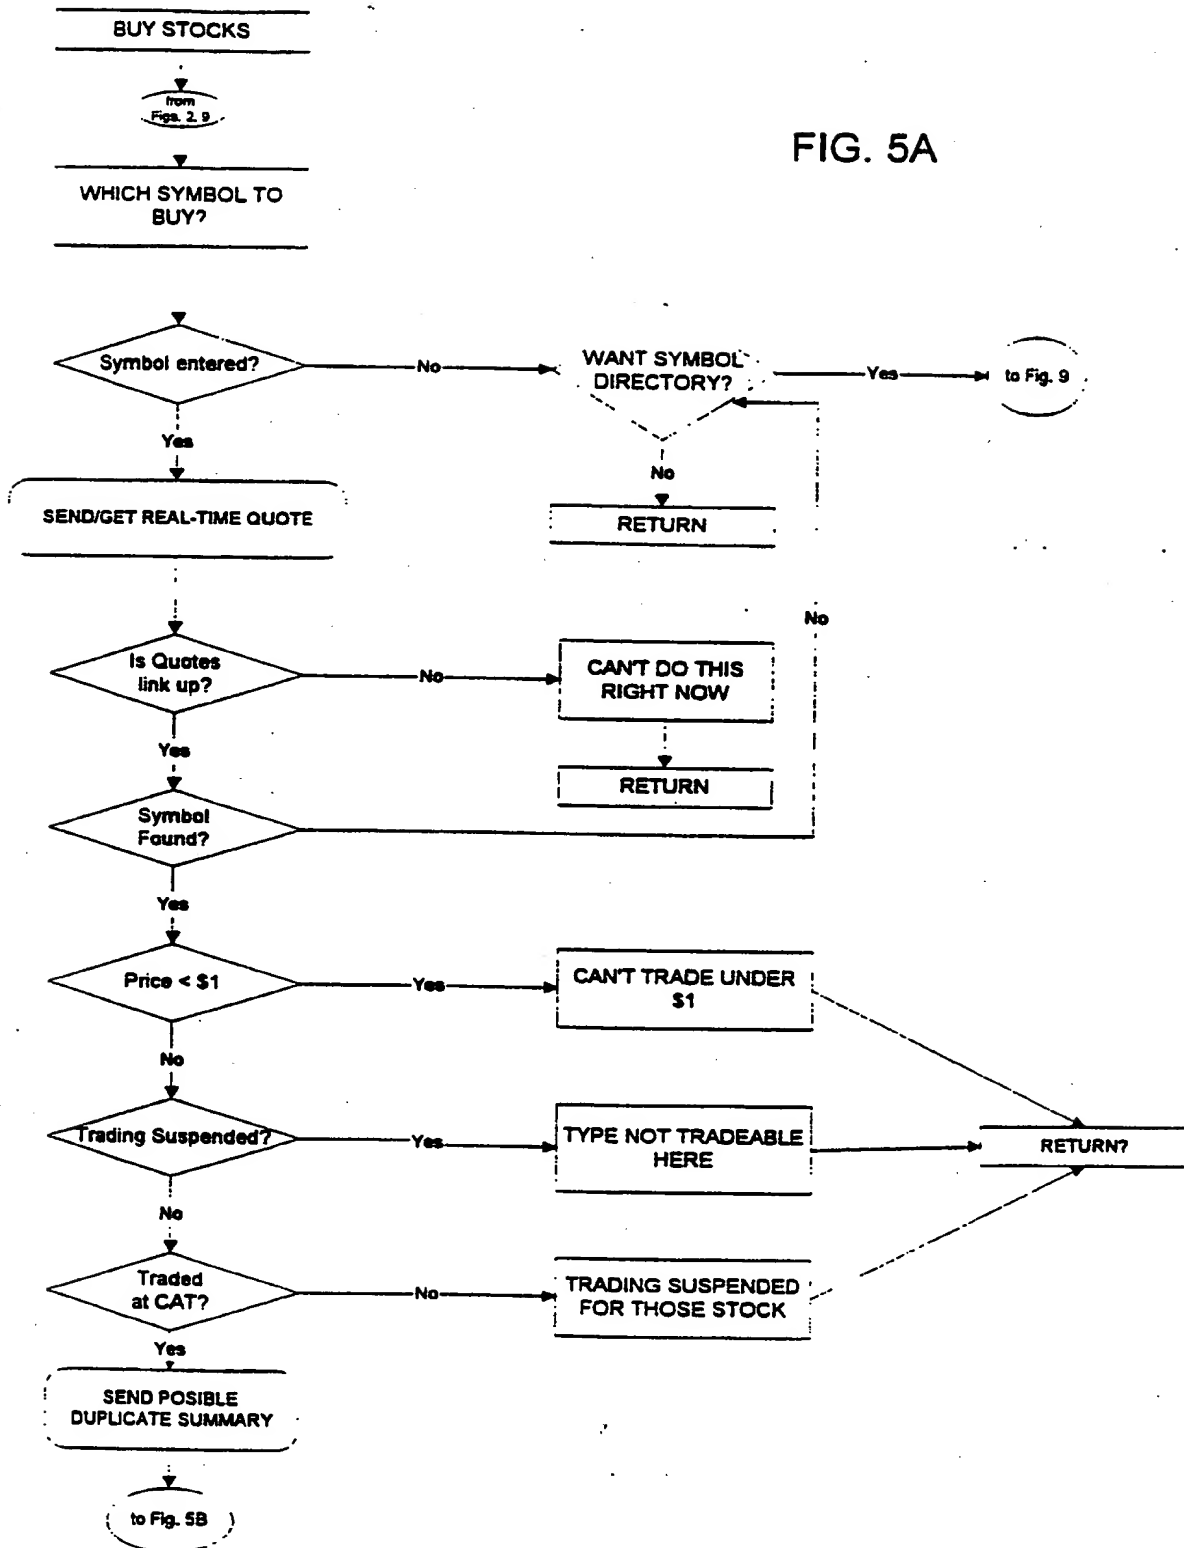 BUY STOCKS
from
Figs. 2, 9
FIG. 5A
WHICH SYMBOL TO
BUY?
Symbol entered?
No
WANT SYMBOL
DIRECTORY?
Yes
to Fig. 9
Yes
No
SEND/GET REAL-TIME QUOTE
RETURN
No
Is Quotes
link up?
No
CAN'T DO THIS
RIGHT NOW
Yes
RETURN
Symbol
Found?
Yes
Price < $1
Yes
CAN'T TRADE UNDER
$1
No
Trading Suspended?
Yes
TYPE NOT TRADEABLE
HERE
RETURN?
No
Traded
at CAT?
No
TRADING SUSPENDED
FOR THOSE STOCK
Yes
SEND POSIBLE
DUPLICATE SUMMARY
to Fig. 5B